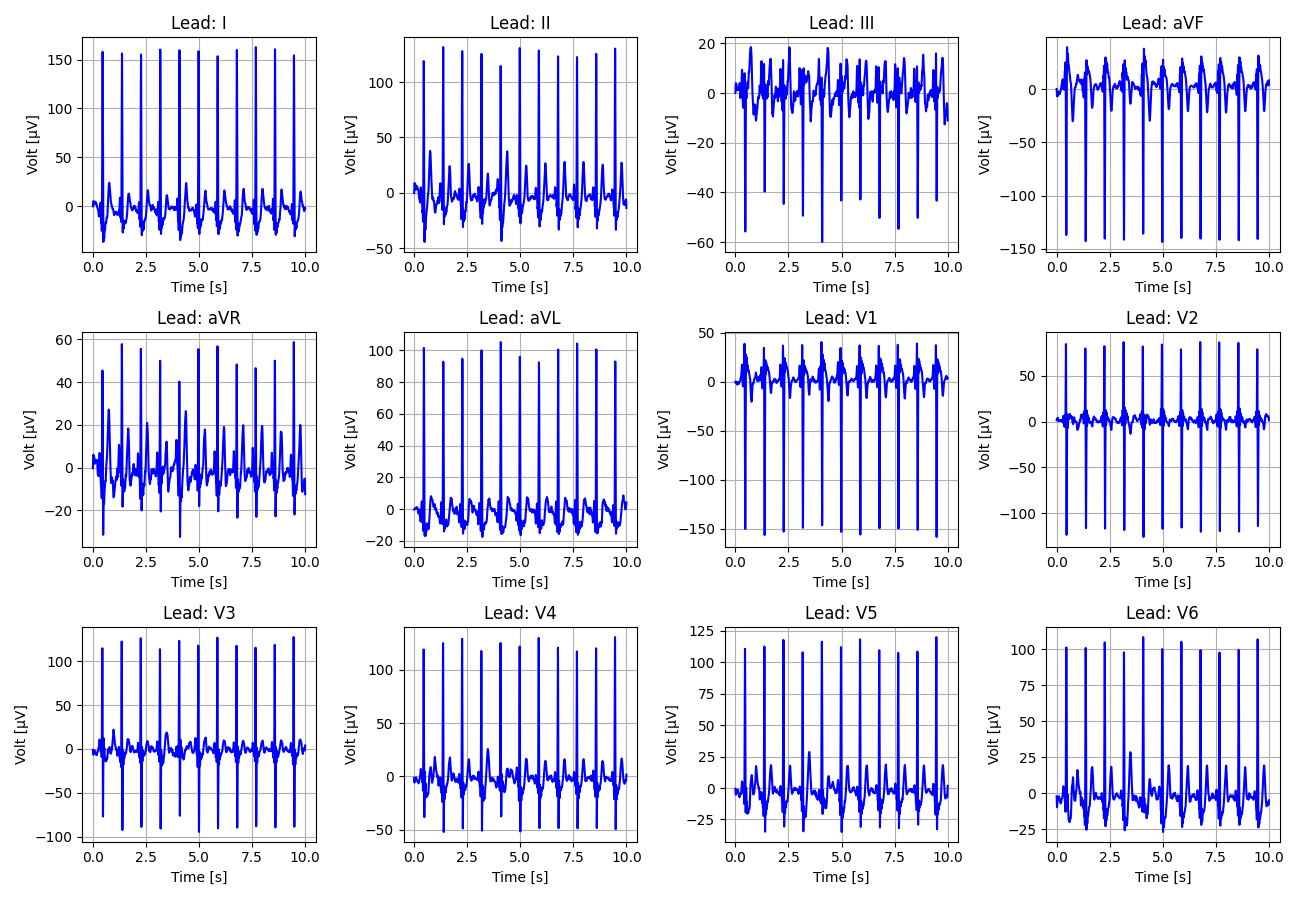 Lead: I
Lead: II
Lead: III
Lead: aVF
Volt [µV]
150
100
50
0
0.0 2.5 5.0 7.5 10.0
Time [s]
Volt [µV]
100
50
0
−50
0.0 2.5 5.0 7.5 10.0
Time [s]
Volt [µV]
20
0
−20
−40
−60
0.0 2.5 5.0 7.5 10.0
Time [s]
Volt [µV]
0
−50
−100
−150
0.0 2.5 5.0 7.5 10.0
Time [s]
Lead: aVR
Lead: aVL
Lead: V1
Lead: V2
Volt [µV]
60
40
20
0
−20
0.0 2.5 5.0 7.5 10.0
Time [s]
Volt [µV]
100
80
60
40
20
0
−20
0.0 2.5 5.0 7.5 10.0
Time [s]
Volt [µV]
50
0
−50
−100
−150
0.0 2.5 5.0 7.5 10.0
Time [s]
Volt [µV]
50
0
−50
−100
0.0 2.5 5.0 7.5 10.0
Time [s]
Lead: V3
Lead: V4
Lead: V5
Lead: V6
Volt [µV]
100
50
0
−50
−100
0.0 2.5 5.0 7.5 10.0
Time [s]
Volt [µV]
100
50
0
−50
0.0 2.5 5.0 7.5 10.0
Time [s]
Volt [µV]
125
100
75
50
25
0
−25
0.0 2.5 5.0 7.5 10.0
Time [s]
Volt [µV]
100
75
50
25
0
−25
0.0 2.5 5.0 7.5 10.0
Time [s]